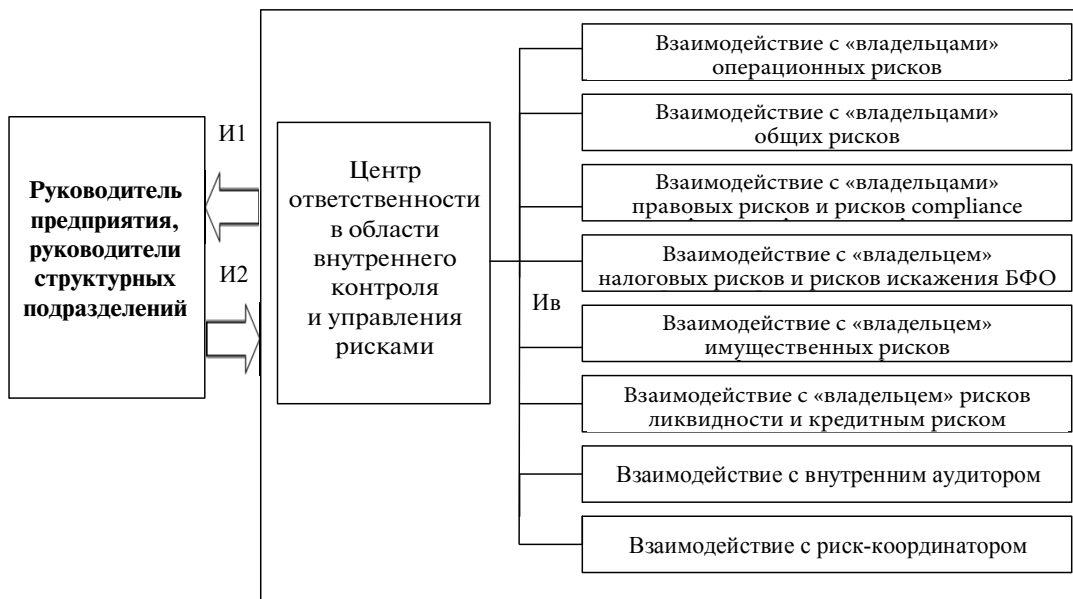 Руководитель
предприятия,
руководители
структурных
подразделений
И1
И2
Центр
ответственности
в области
внутреннего
контроля
и управления
рисками
Ив
Взаимодействие с «владельцами»
операционных рисков
Взаимодействие с «владельцами»
общих рисков
Взаимодействие с «владельцами»
правовых рисков и рисков compliance
Взаимодействие с «владельцем»
налоговых рисков и рисков искажения БФО
Взаимодействие с «владельцем»
имущественных рисков
Взаимодействие с «владельцем» рисков
ликвидности и кредитным риском
Взаимодействие с внутренним аудитором
Взаимодействие с риск-координатором